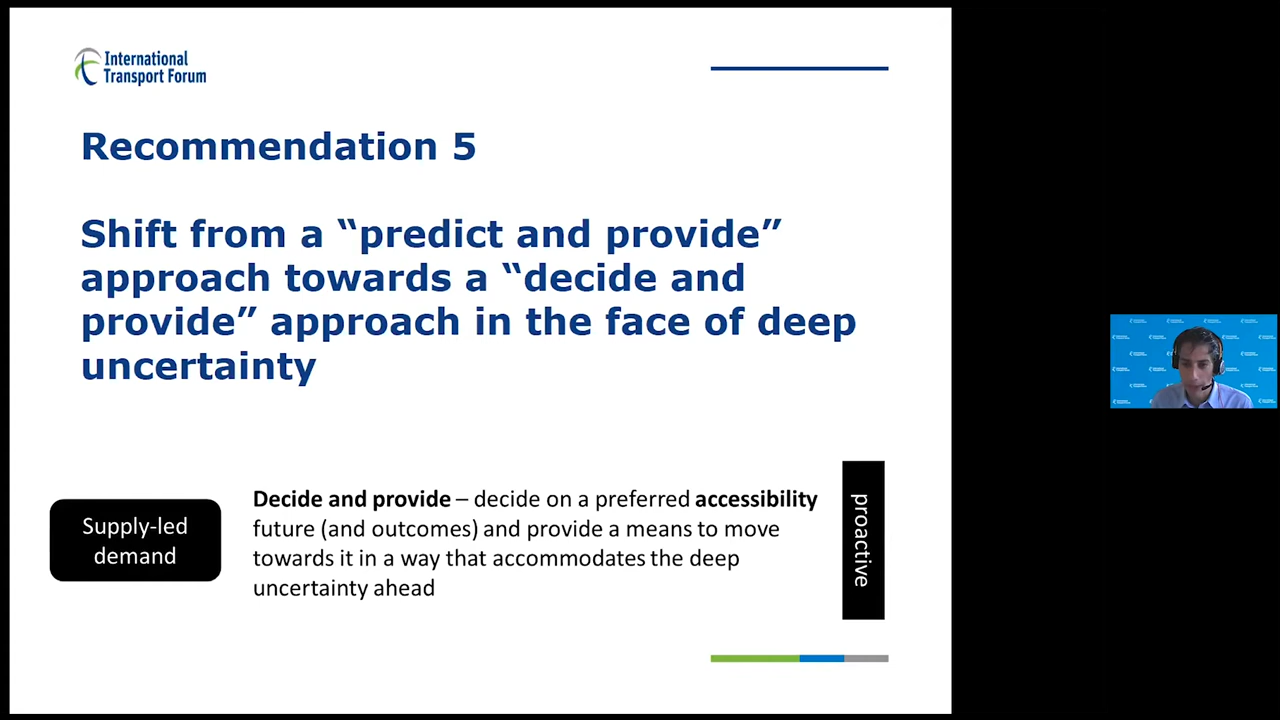 International
Transport Forum
Recommendation 5
Shift from a “predict and provide”
approach towards a “decide and
provide” approach in the face of deep
uncertainty
Supply-led
demand
Decide and provide – decide on a preferred accessibility
future (and outcomes) and provide a means to move
towards it in a way that accommodates the deep
uncertainty ahead
proactive